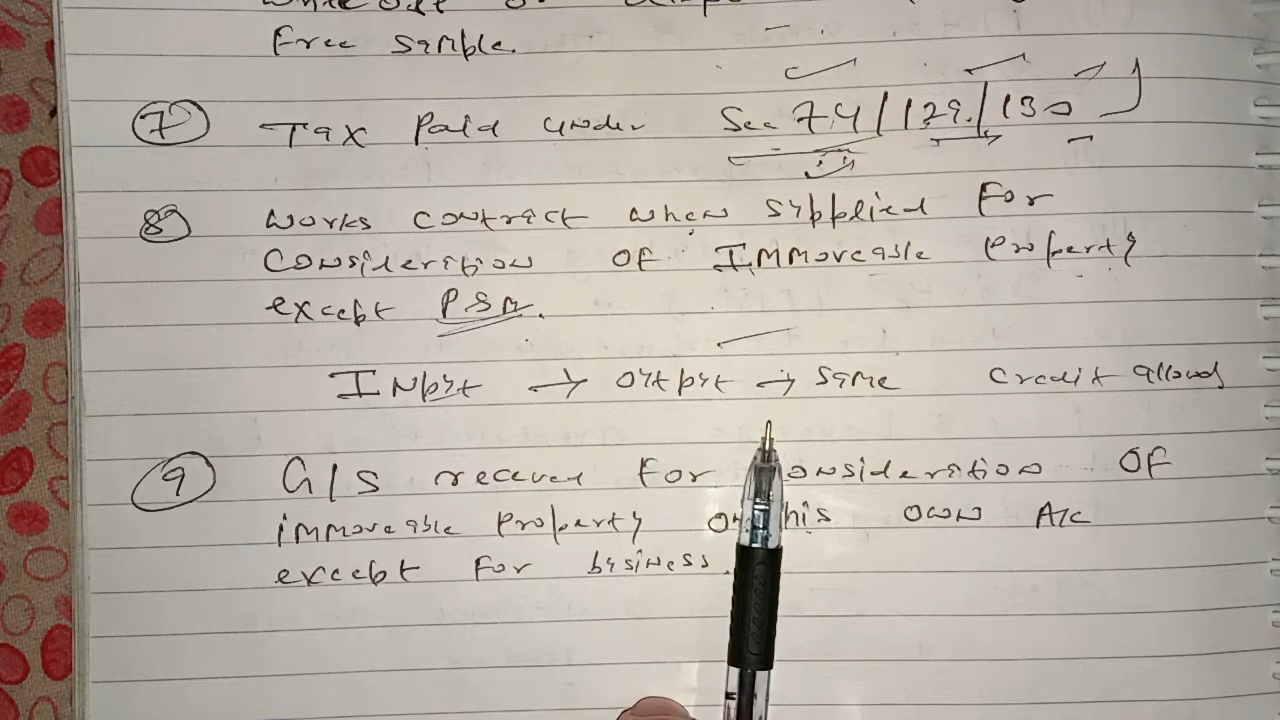 Free sample.
7 Tax Paid under Sec 74/129/130
8 works contract when supplied For
consideration of Immoveable Property
except P&M.
Input → output → same credit allowed
9 G/S receved For consideration OF
immoveable Property on his own A/c
except For business.